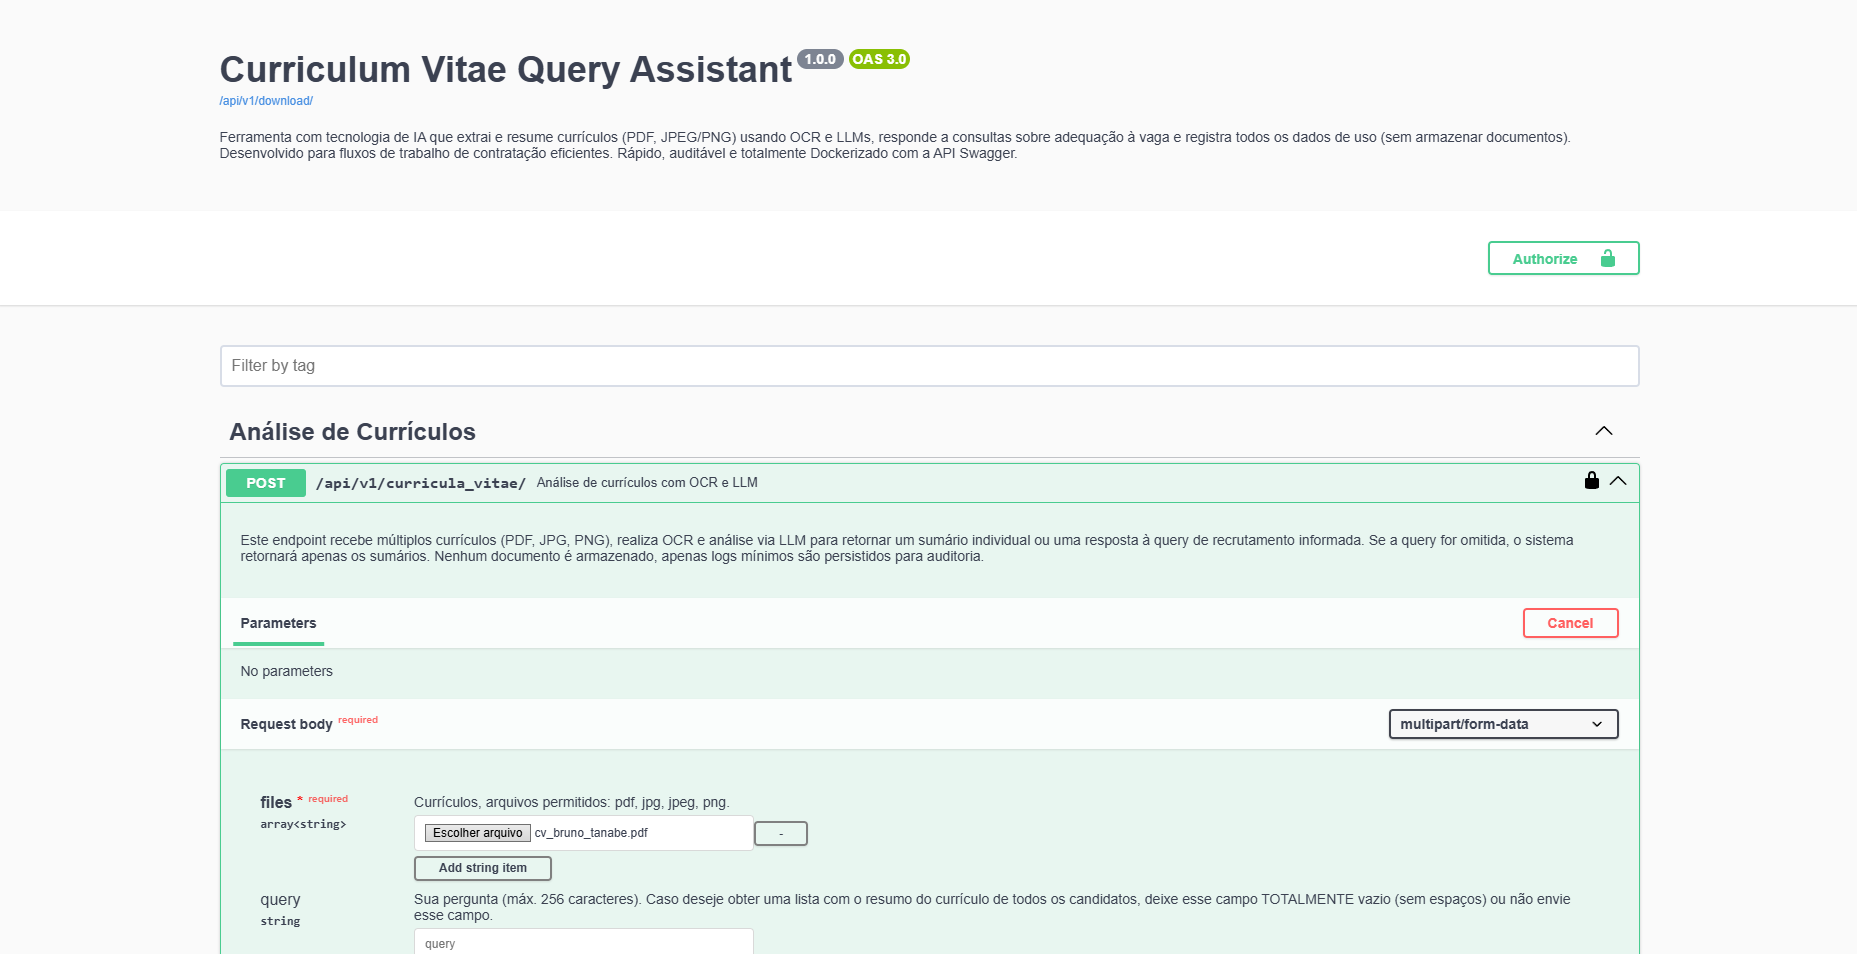 Curriculum Vitae Query Assistant 1.0.0 OAS 3.0
/api/v1/download/
Ferramenta com tecnologia de IA que extrai e resume currículos (PDF, JPEG/PNG) usando OCR e LLMs, responde a consultas sobre adequação à vaga e registra todos os dados de uso (sem armazenar documentos).
Desenvolvido para fluxos de trabalho de contratação eficientes. Rápido, auditável e totalmente Dockerizado com a API Swagger.
Authorize
Filter by tag
Análise de Currículos
POST /api/v1/curricula_vitae/ Análise de currículos com OCR e LLM
Este endpoint recebe múltiplos currículos (PDF, JPG, PNG), realiza OCR e análise via LLM para retornar um sumário individual ou uma resposta à query de recrutamento informada. Se a query for omitida, o sistema
retornará apenas os sumários. Nenhum documento é armazenado, apenas logs mínimos são persistidos para auditoria.
Parameters Cancel
No parameters
Request body required multipart/form-data
files * required Currículos, arquivos permitidos: pdf, jpg, jpeg, png.
array<string>
Escolher arquivo cv_bruno_tanabe.pdf -
Add string item
query Sua pergunta (máx. 256 caracteres). Caso deseje obter uma lista com o resumo do currículo de todos os candidatos, deixe esse campo TOTALMENTE vazio (sem espaços) ou não envie
string esse campo.
query